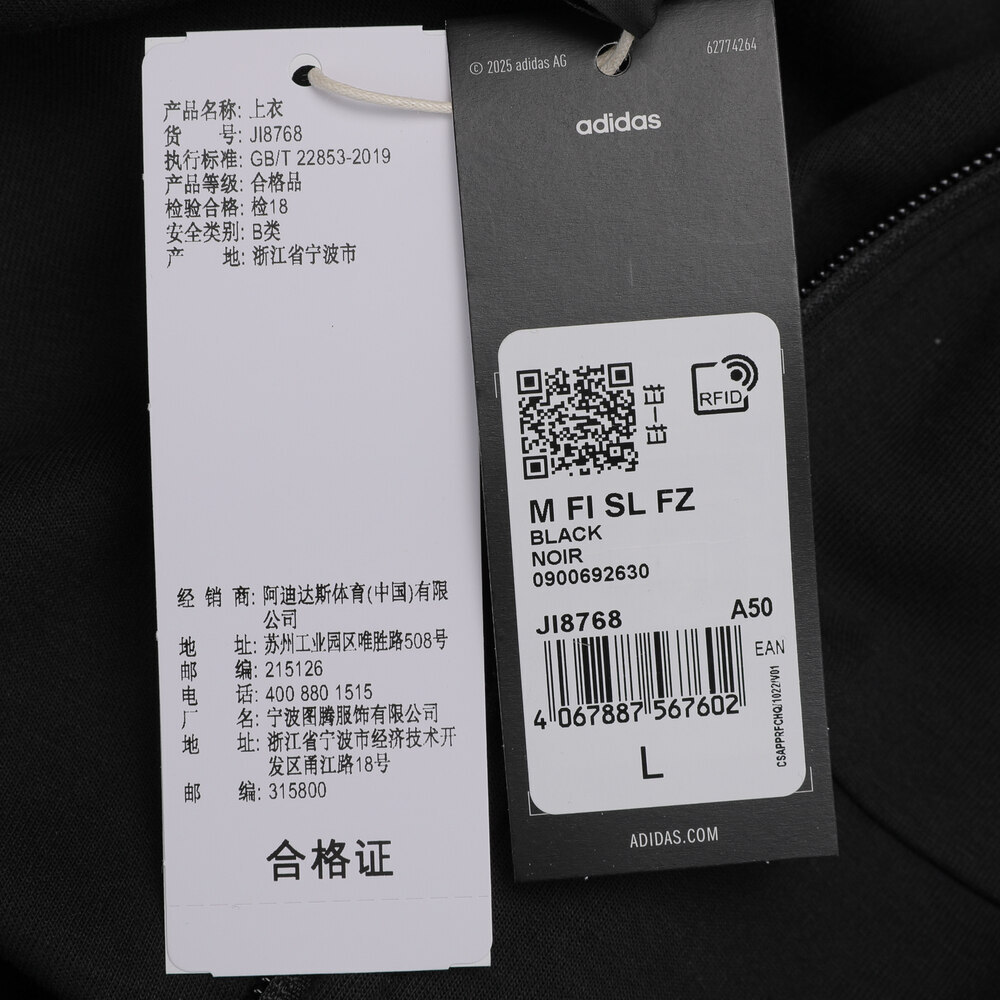 产品名称: 上衣
货 号: JI8768
执行标准: GB/T 22853-2019
产品等级: 合格品
检验合格: 检18
安全类别: B类
产 地: 浙江省宁波市
经 销 商: 阿迪达斯体育(中国)有限
公司
地 址: 苏州工业园区唯胜路508号
邮 编: 215126
电 话: 400 880 1515
厂 名: 宁波图腾服饰有限公司
地 址: 浙江省宁波市经济技术开
发区甬江路18号
邮 编: 315800
合格证
© 2025 adidas AG
62774264
adidas
扫一扫
RFID
M FI SL FZ
BLACK
NOIR
0900692630
JI8768 A50
EAN
4 067887 567602
CSAPPRFCHQ/1022/V01
L
ADIDAS.COM